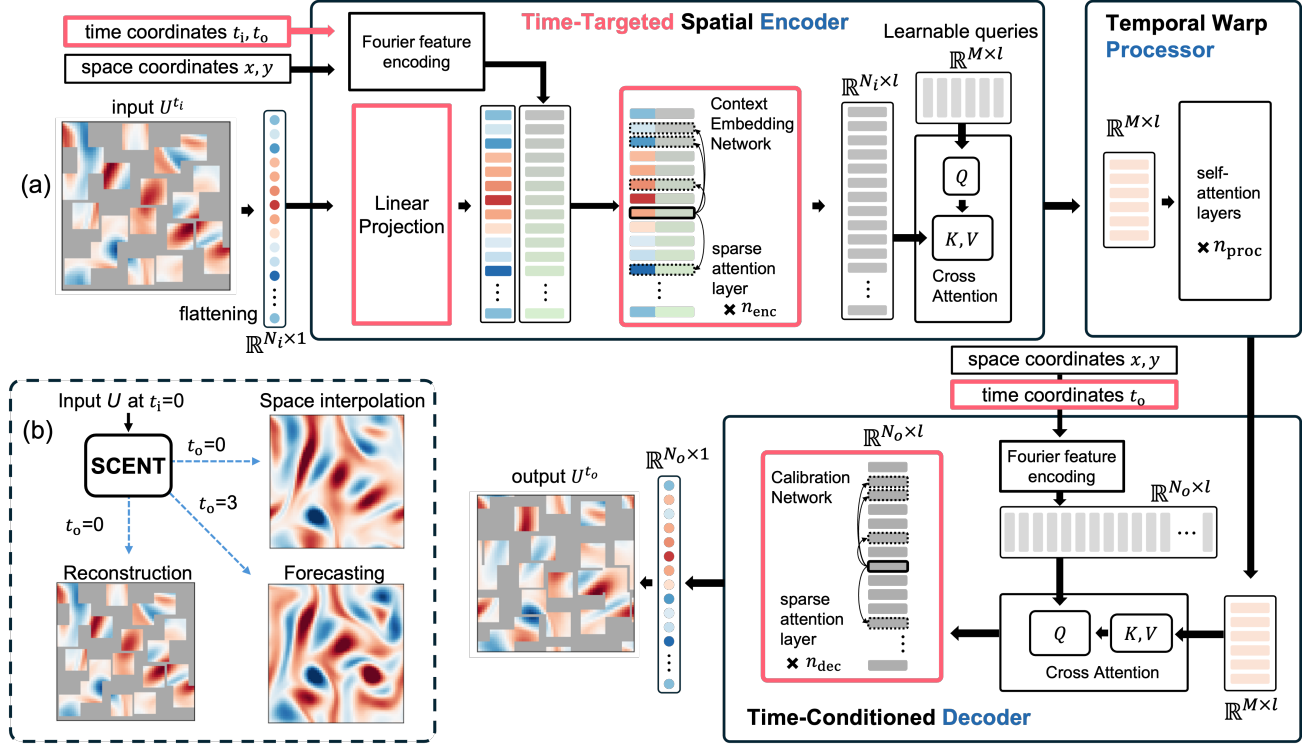 (a)
time coordinates tᵢ, tₒ
space coordinates x, y
input U^{tᵢ}
flattening
ℝ^{Nᵢ×1}
Time-Targeted Spatial Encoder
Fourier feature
encoding
Linear
Projection
Context
Embedding
Network
sparse
attention
layer
✖ n_enc
ℝ^{Nᵢ×l}
Learnable queries
ℝ^{M×l}
Q
K, V
Cross
Attention
Temporal Warp
Processor
ℝ^{M×l}
self-
attention
layers
✖ n_proc
(b)
Input U at tᵢ=0
SCENT
tₒ=0
Space interpolation
tₒ=3
tₒ=0
Reconstruction
Forecasting
space coordinates x, y
time coordinates tₒ
Fourier feature
encoding
ℝ^{Nₒ×l}
Q
K, V
Cross Attention
ℝ^{M×l}
ℝ^{Nₒ×l}
Calibration
Network
sparse
attention
layer
✖ n_dec
Time-Conditioned Decoder
ℝ^{Nₒ×1}
output U^{tₒ}